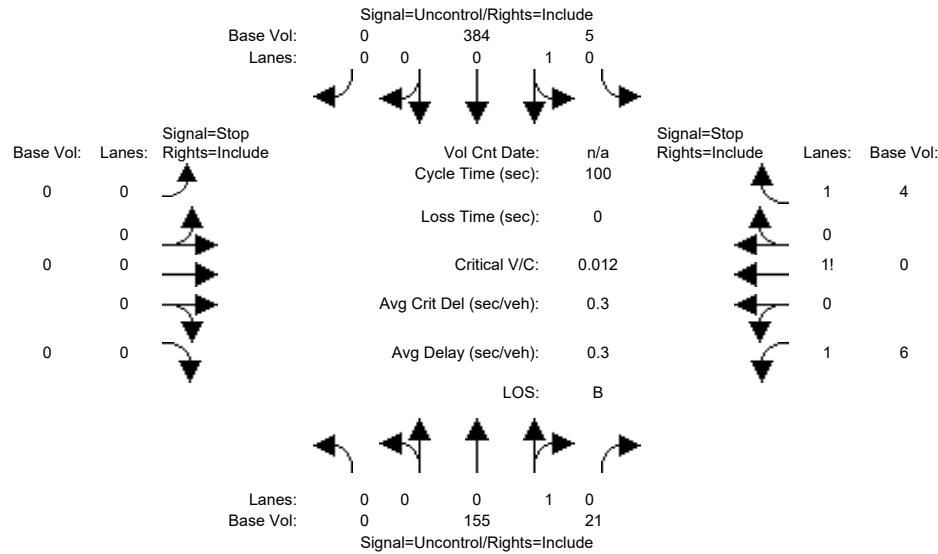 Signal=Uncontrol/Rights=Include
Base Vol: 0 384 5
Lanes: 0 0 0 1 0
Signal=Stop Signal=Stop
Base Vol: Lanes: Rights=Include Vol Cnt Date: n/a Rights=Include Lanes: Base Vol:
Cycle Time (sec): 100
0 0 1 4
Loss Time (sec): 0
0 0
0 0 Critical V/C: 0.012 1! 0
0 Avg Crit Del (sec/veh): 0.3 0
0 0 Avg Delay (sec/veh): 0.3 1 6
LOS: B
Lanes: 0 0 0 1 0
Base Vol: 0 155 21
Signal=Uncontrol/Rights=Include